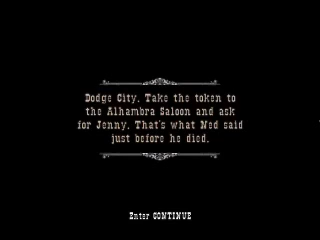 Dodge City. Take the token to
the Alhambra Saloon and ask
for Jenny. That's what Ned said
just before he died.
Enter CONTINUE